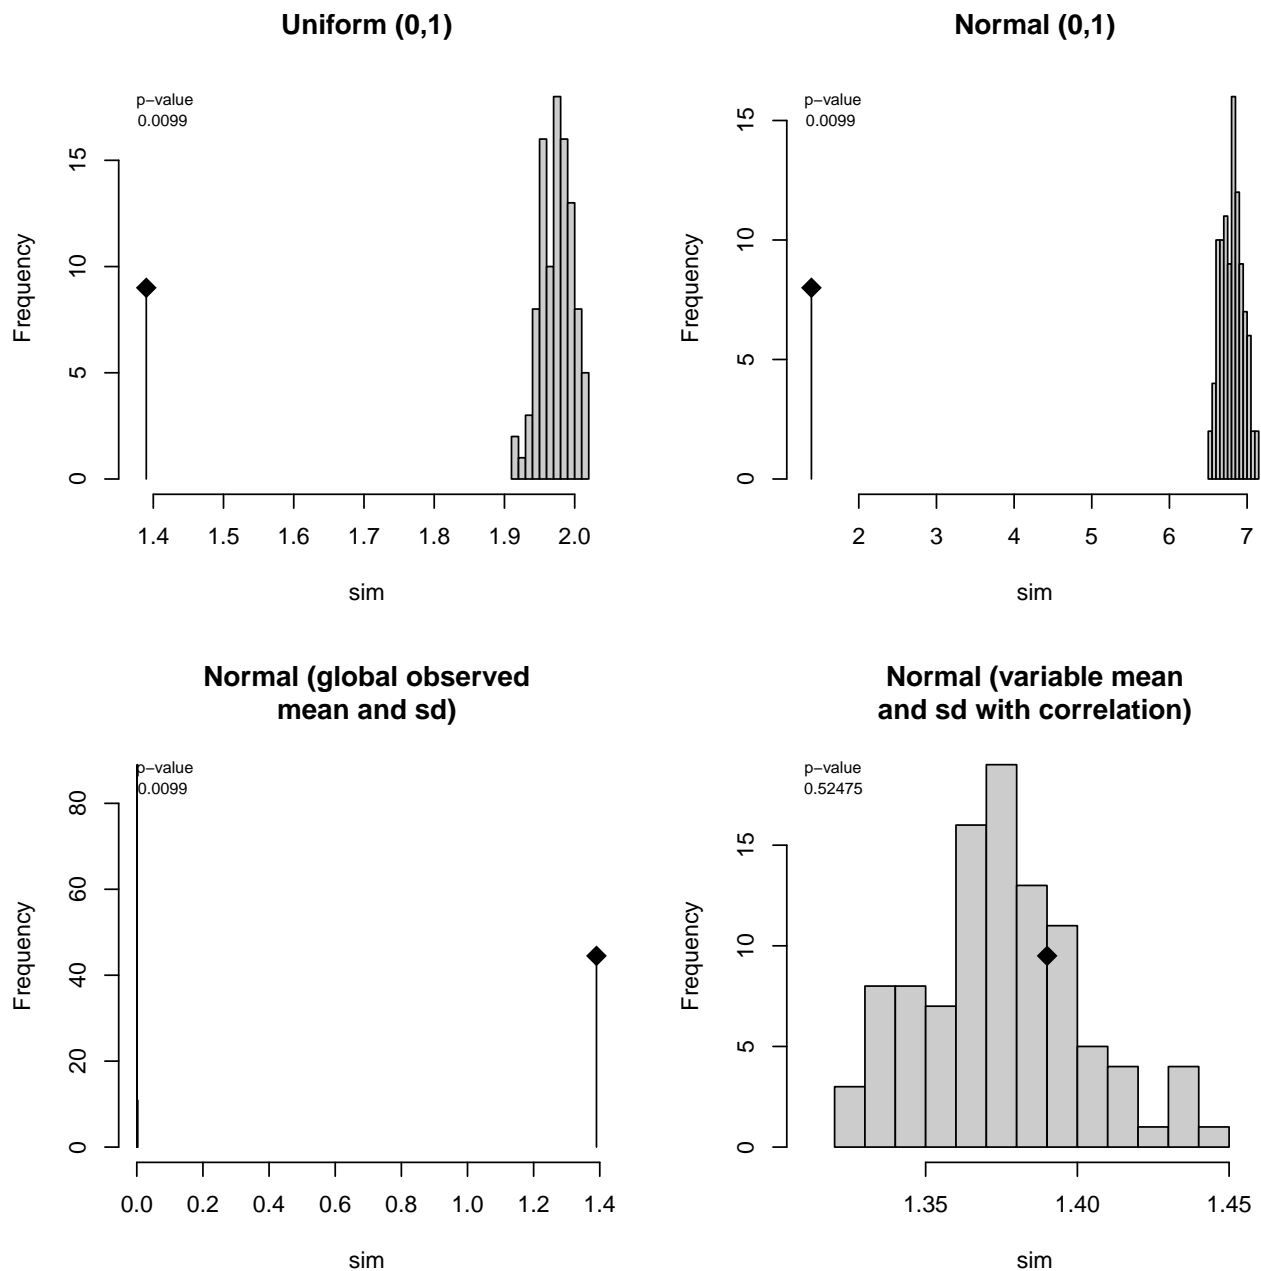 Uniform (0,1)
p−value
0.0099
Frequency
0
5
10
15
1.4 1.5 1.6 1.7 1.8 1.9 2.0
sim
Normal (0,1)
p−value
0.0099
Frequency
0
5
10
15
2 3 4 5 6 7
sim
Normal (global observed
mean and sd)
p−value
0.0099
Frequency
0
20
40
60
80
0.0 0.2 0.4 0.6 0.8 1.0 1.2 1.4
sim
Normal (variable mean
and sd with correlation)
p−value
0.52475
Frequency
0
5
10
15
1.35 1.40 1.45
sim